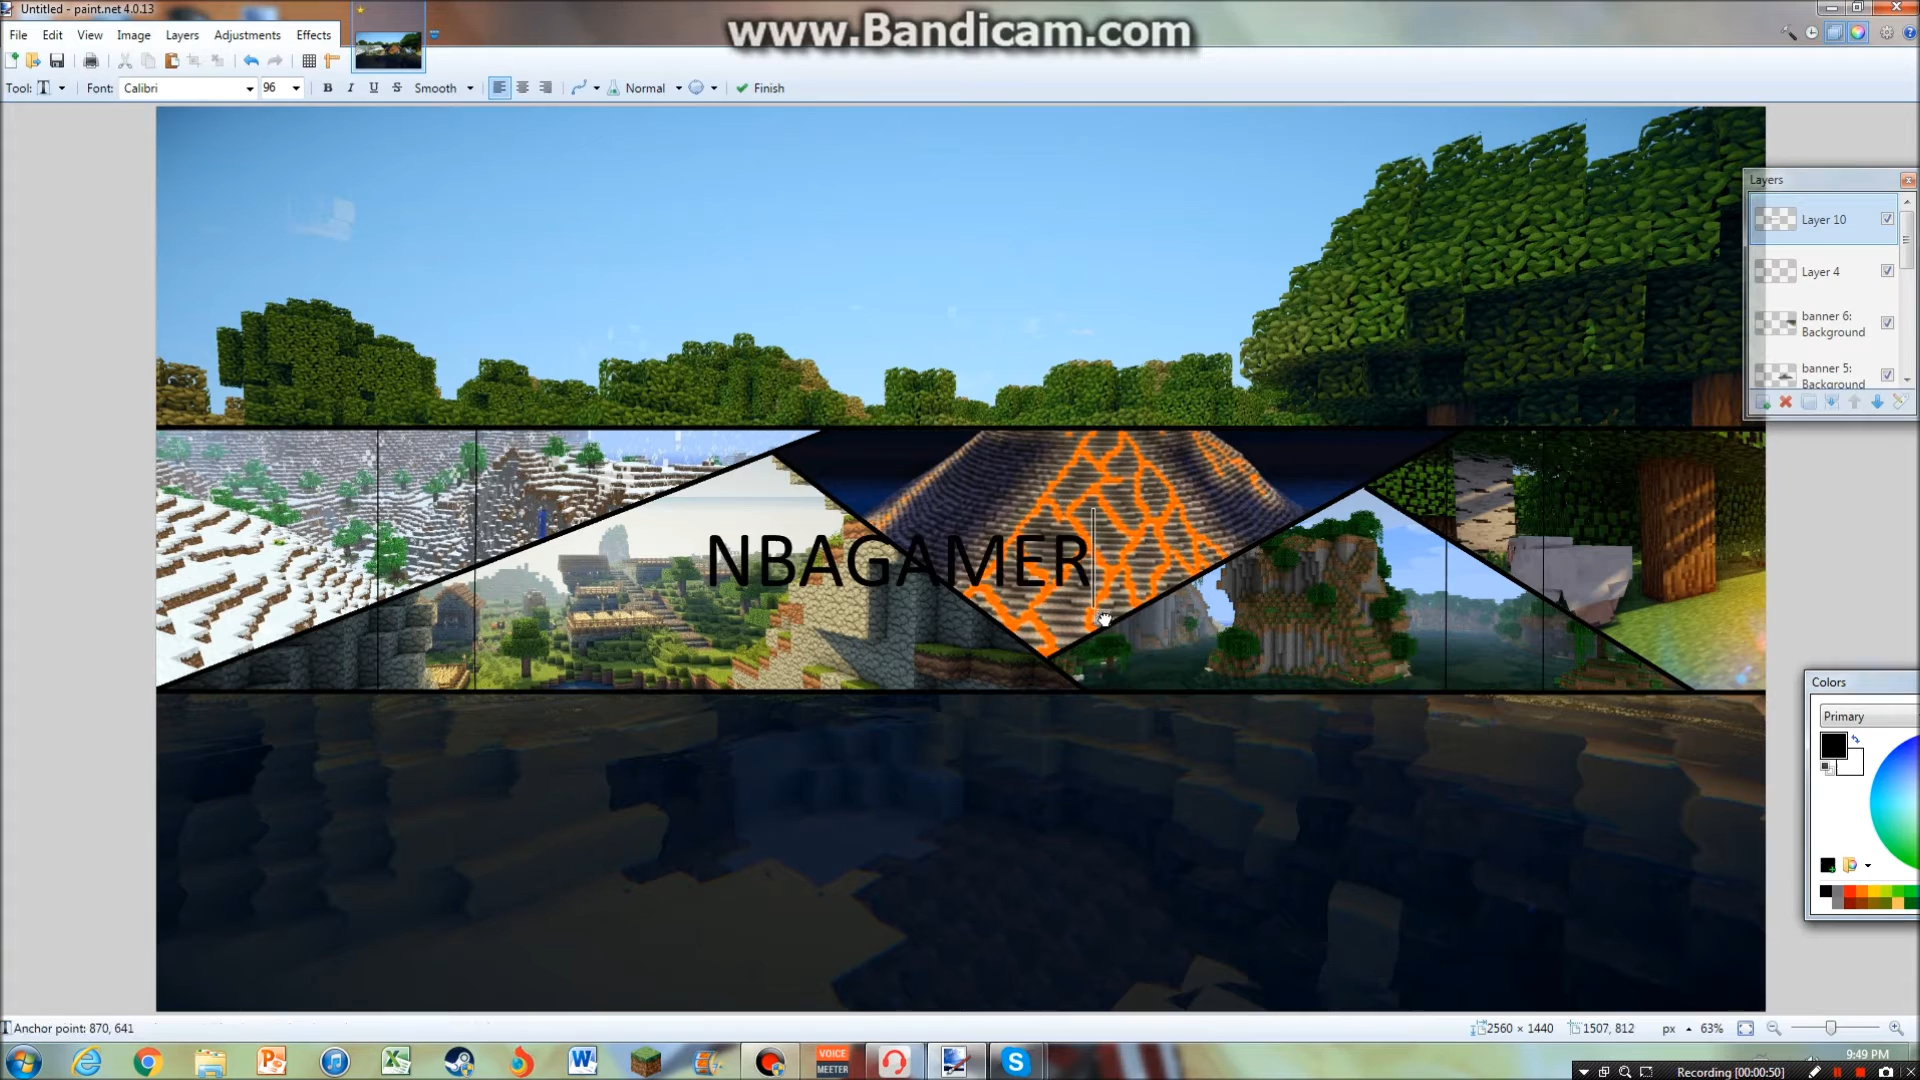 Untitled - paint.net 4.0.13
www.Bandicam.com
File Edit View Image Layers Adjustments Effects
Tool: T Font: Calibri 96 B I U S Smooth Normal Finish
Layers
Layer 10
Layer 4
banner 6:
Background
banner 5:
Background
NBAGAMER
Colors
Primary
Anchor point: 870, 641
2560 × 1440 1507, 812 px 63%
VOICE
MEETER
9:49 PM
Recording [00:00:50]